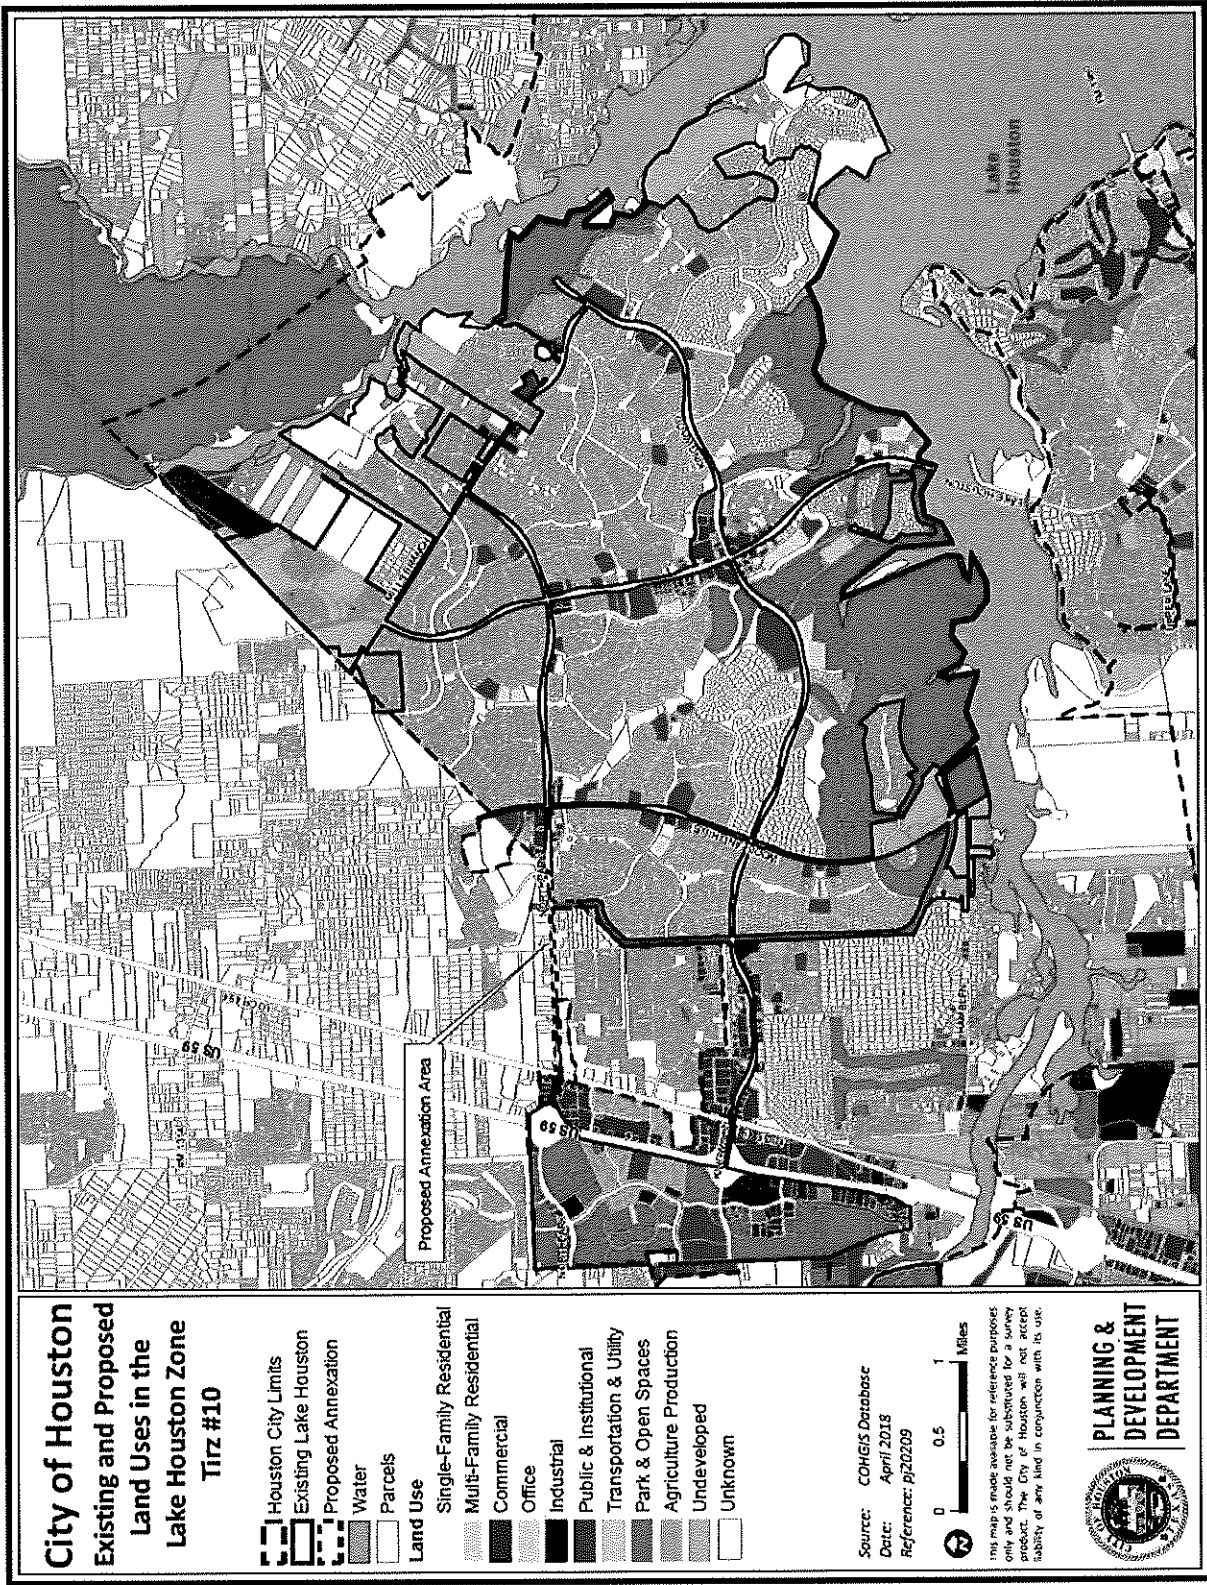 City of Houston
Existing and Proposed
Land Uses in the
Lake Houston Zone
Tirz #10
Houston City Limits
Existing Lake Houston
Proposed Annexation
Water
Parcels
Land Use
Single-Family Residential
Multi-Family Residential
Commercial
Office
Industrial
Public & Institutional
Transportation & Utility
Park & Open Spaces
Agriculture Production
Undeveloped
Unknown
Source: COHGIS Database
Date: April 2018
Reference: pj20209
0 0.5 1
Miles
N
This map is made available for reference purposes
only and should not be substituted for a survey
product. The City of Houston will not accept
liability of any kind in conjunction with its use.
PLANNING &
DEVELOPMENT
DEPARTMENT
Proposed Annexation Area
US 59
US 59
US 59
HAMBLEN
Lake
Houston